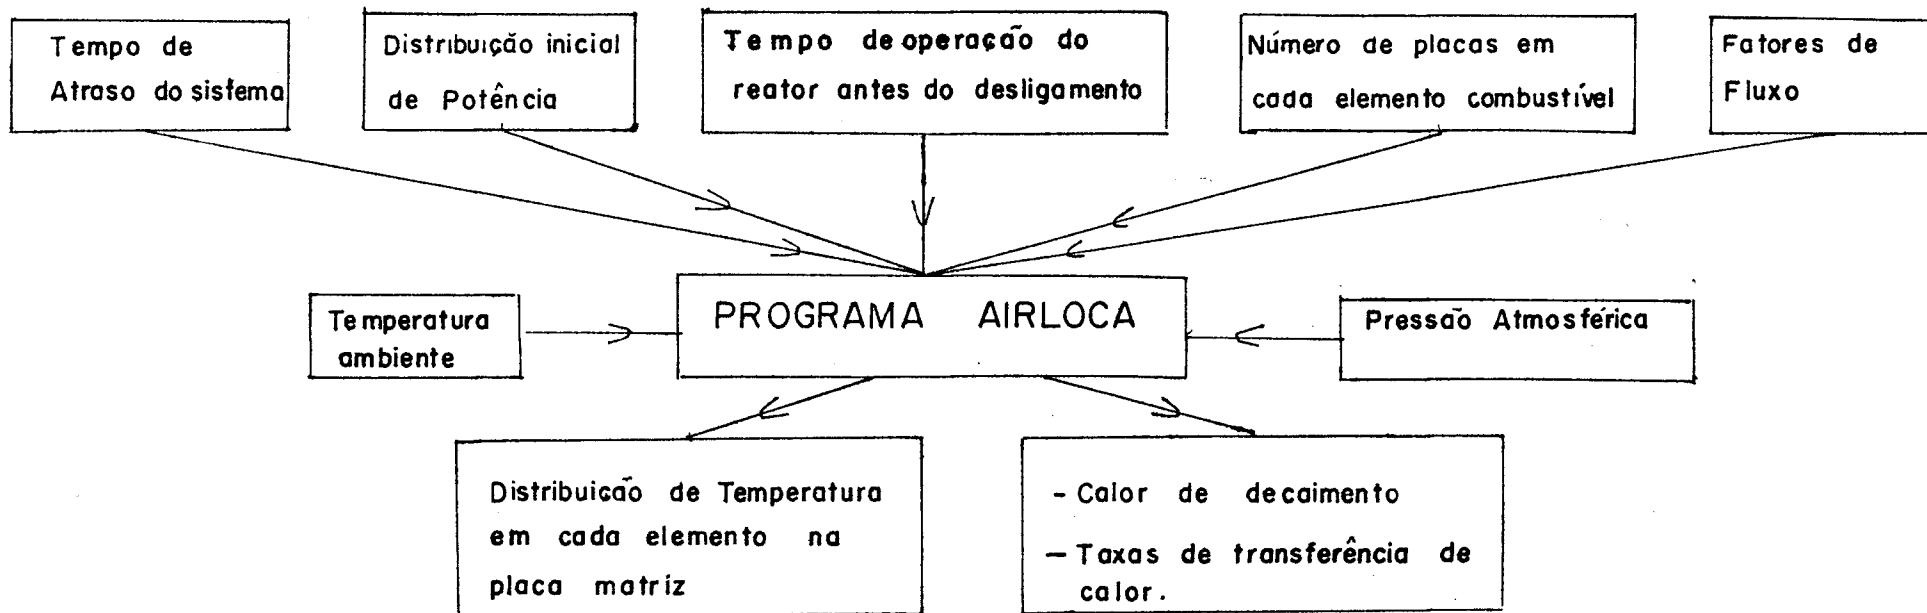 Tempo de
Atraso do sistema
Distribuição inicial
de Potência
Tempo de operação do
reator antes do desligamento
Número de placas em
cada elemento combustível
Fatores de
Fluxo
Temperatura
ambiente
PROGRAMA AIRLOCA
Pressão Atmosférica
Distribuicão de Temperatura
em cada elemento na
placa matriz
- Calor de decaimento
- Taxas de transferência de
calor.